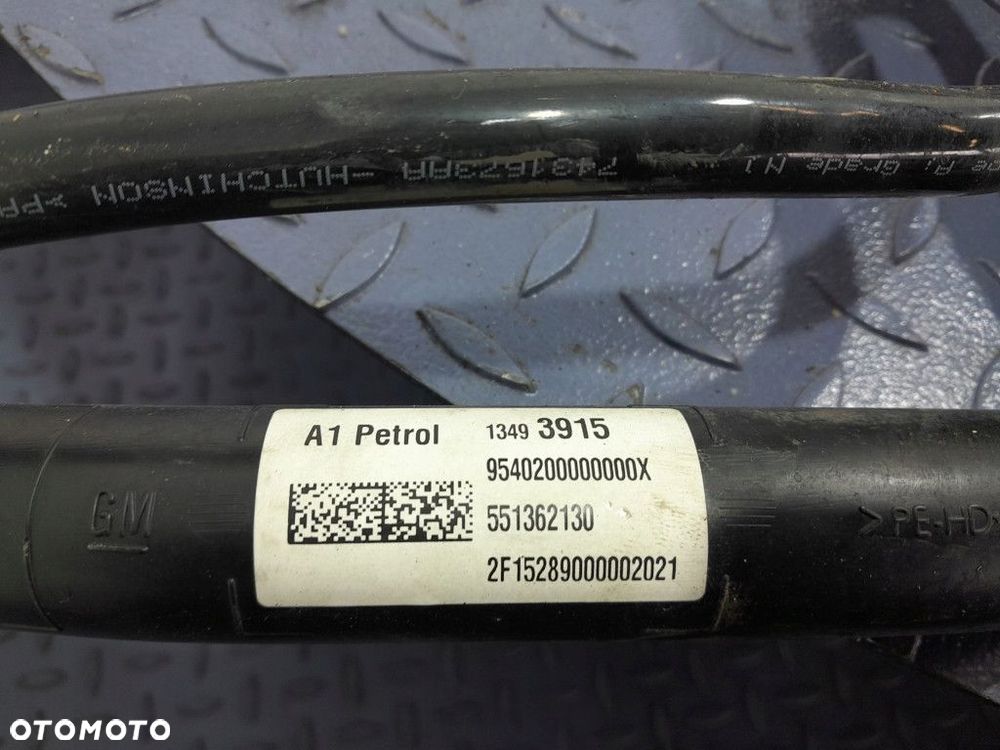 HUTCHINSON
Grade N1
A1 Petrol
1349 3915
9540200000000X
551362130
2F15289000002021
GM
>PE-HD
OTOMOTO